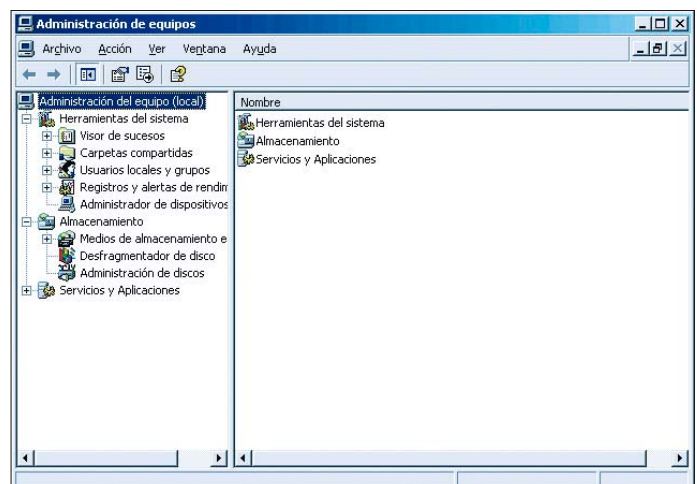 Administración de equipos
Archivo Acción Ver Ventana Ayuda
Administración del equipo (local)
Herramientas del sistema
Visor de sucesos
Carpetas compartidas
Usuarios locales y grupos
Registros y alertas de rendim
Administrador de dispositivos
Almacenamiento
Medios de almacenamiento e
Desfragmentador de disco
Administración de discos
Servicios y Aplicaciones
Nombre
Herramientas del sistema
Almacenamiento
Servicios y Aplicaciones